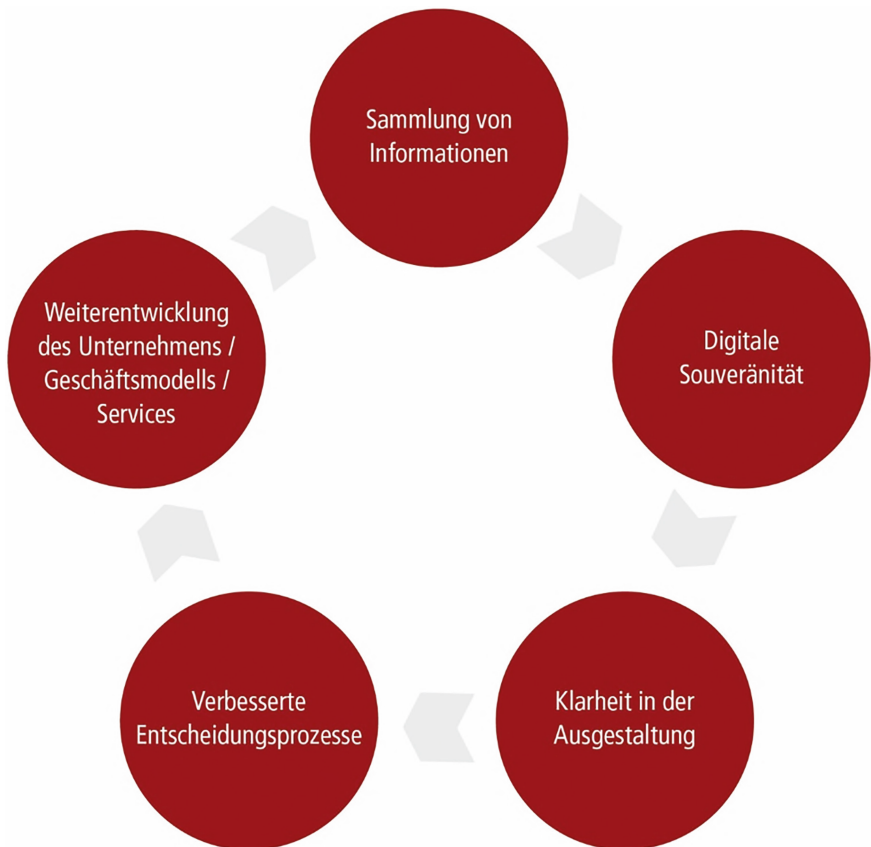 Sammlung von
Informationen
Digitale
Souveränität
Klarheit in der
Ausgestaltung
Verbesserte
Entscheidungsprozesse
Weiterentwicklung
des Unternehmens /
Geschäftsmodells /
Services